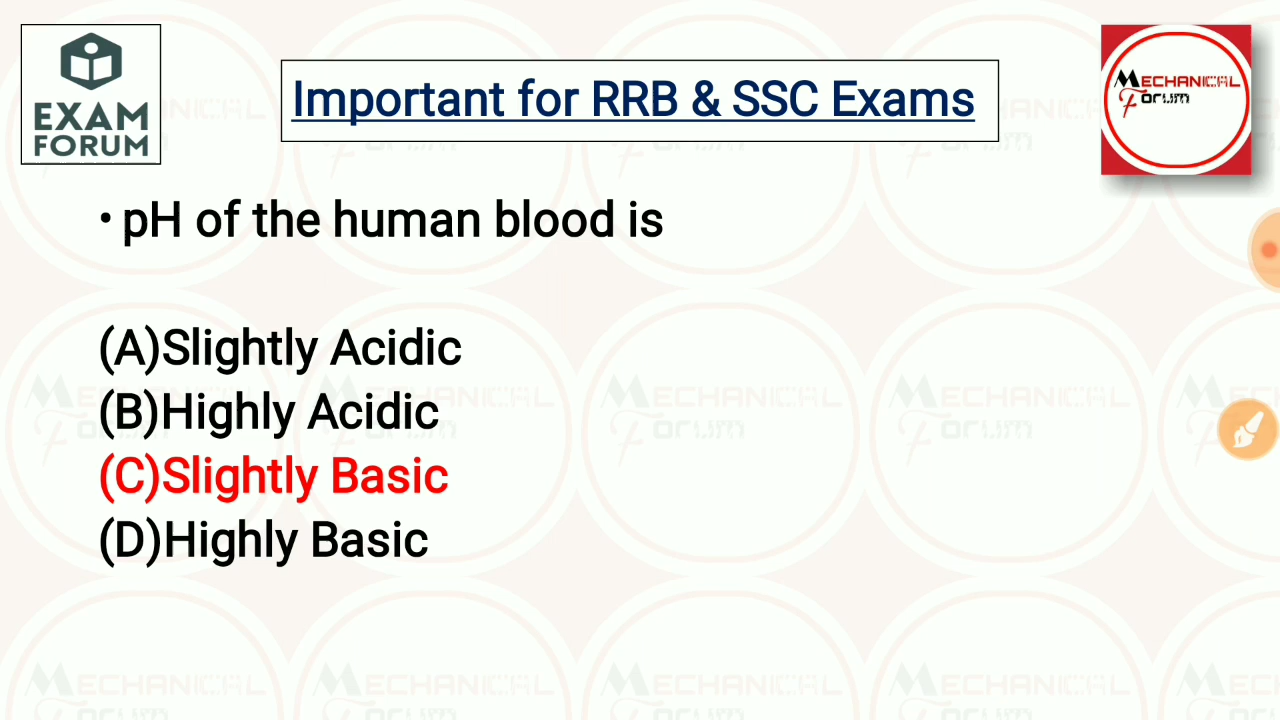 EXAM
FORUM
Important for RRB & SSC Exams
MECHANICAL
Forum
• pH of the human blood is
(A)Slightly Acidic
(B)Highly Acidic
(C)Slightly Basic
(D)Highly Basic